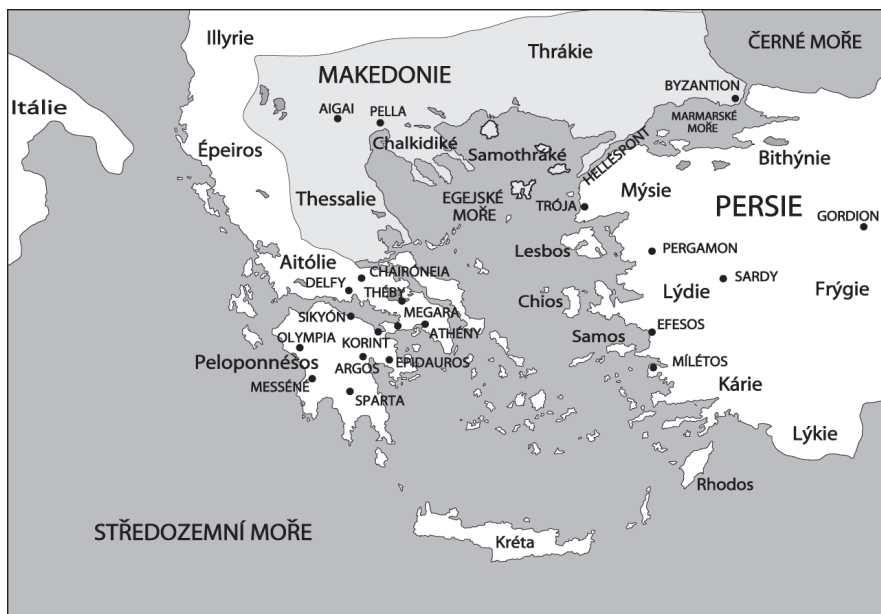 Illyrie
Thrákie
ČERNÉ MOŘE
MAKEDONIE
BYZANTION
Itálie
AIGAI
PELLA
MARMARSKÉ
MOŘE
Chalkidiké
Samothráké
HELLESPONT
Épeiros
Bithýnie
Thessalie
EGEJSKÉ
MOŘE
Mýsie
TRÓJA
PERSIE
GORDION
Lesbos
PERGAMON
Aitólie
CHAIRÓNEIA
DELFY
THÉBY
SARDY
Lýdie
Frýgie
Chios
MEGARA
SIKYÓN
ATHÉNY
EFESOS
OLYMPIA
KORINT
Samos
Peloponnésos
ARGOS
EPIDAUROS
MÍLÉTOS
MESSÉNÉ
SPARTA
Kárie
Lýkie
Rhodos
STŘEDOZEMNÍ MOŘE
Kréta